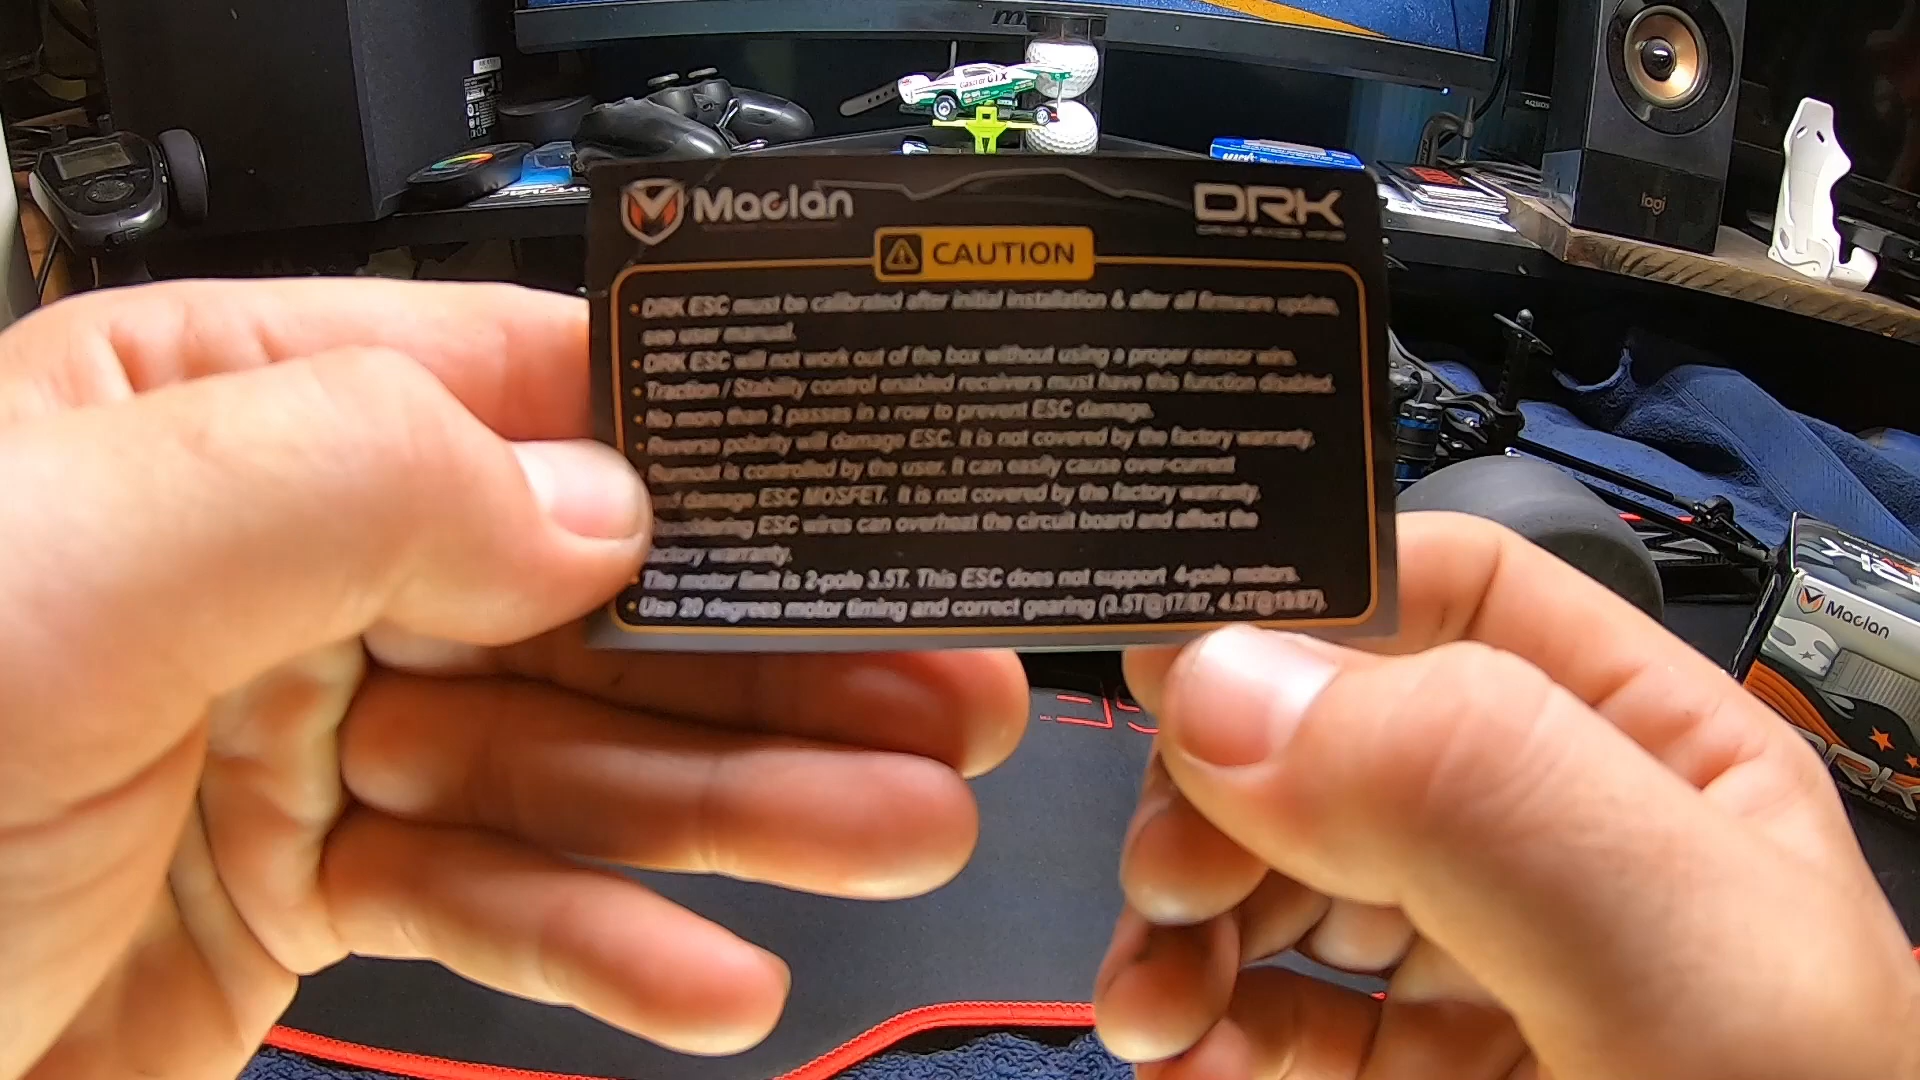 Maclan
DRK
CAUTION
• DRK ESC must be calibrated after initial installation & after all firmware update,
see user manual.
• DRK ESC will not work out of the box without using a proper sensor wire.
• Traction / Stability control enabled receivers must have this function disabled.
• No more than 2 passes in a row to prevent ESC damage.
• Reverse polarity will damage ESC. It is not covered by the factory warranty.
is controlled by the user. It can easily cause over-current
damage ESC MOSFET. It is not covered by the factory warranty.
ESC wires can overheat the circuit board and affect the
factory warranty.
• The motor limit is 2-pole 3.5T. This ESC does not support 4-pole motors.
• Use 20 degrees motor timing and correct gearing (3.5T@17/87, 4.5T@19/87).
Castrol GTX
logi
AQUOS
Maclan
DRK